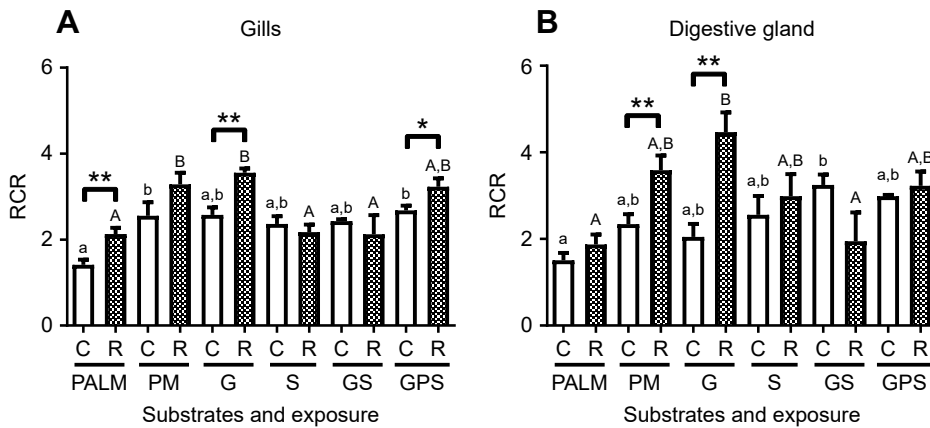 A
Gills
6
4
2
0
RCR
**
**
*
a
A
b
B
a,b
B
a,b
A
a,b
A
b
A,B
C R C R C R C R C R C R
PALM PM G S GS GPS
Substrates and exposure
B
Digestive gland
6
4
2
0
RCR
**
**
a
A
a,b
A,B
a,b
B
a,b
A,B
b
A
a,b
A,B
C R C R C R C R C R C R
PALM PM G S GS GPS
Substrates and exposure